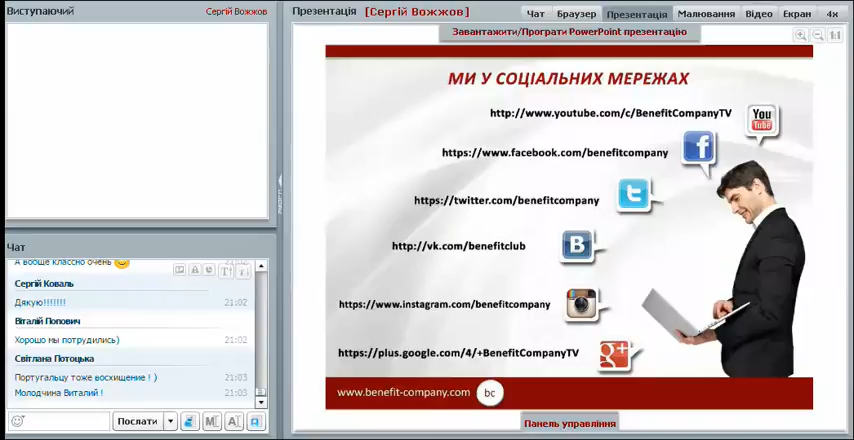 Виступаючий
Сергій Вожжов
Презентація [Сергій Вожжов]
Чат Браузер Презентація Малювання Відео Екран 4x
Завантажити/Програти PowerPoint презентацію
МИ У СОЦІАЛЬНИХ МЕРЕЖАХ
http://www.youtube.com/c/BenefitCompanyTV
You Tube
https://www.facebook.com/benefitcompany
https://twitter.com/benefitcompany
http://vk.com/benefitclub
https://www.instagram.com/benefitcompany
https://plus.google.com/4/+BenefitCompanyTV
www.benefit-company.com bc
Панель управління
Чат
А вообще классно очень 21:02
Сергій Коваль
Дякую!!!!!!! 21:02
Віталій Попович
Хорошо мы потрудились) 21:02
Світлана Потоцька
Португальцу тоже восхищение ! ) 21:03
Молодчина Виталий ! 21:03
Послати